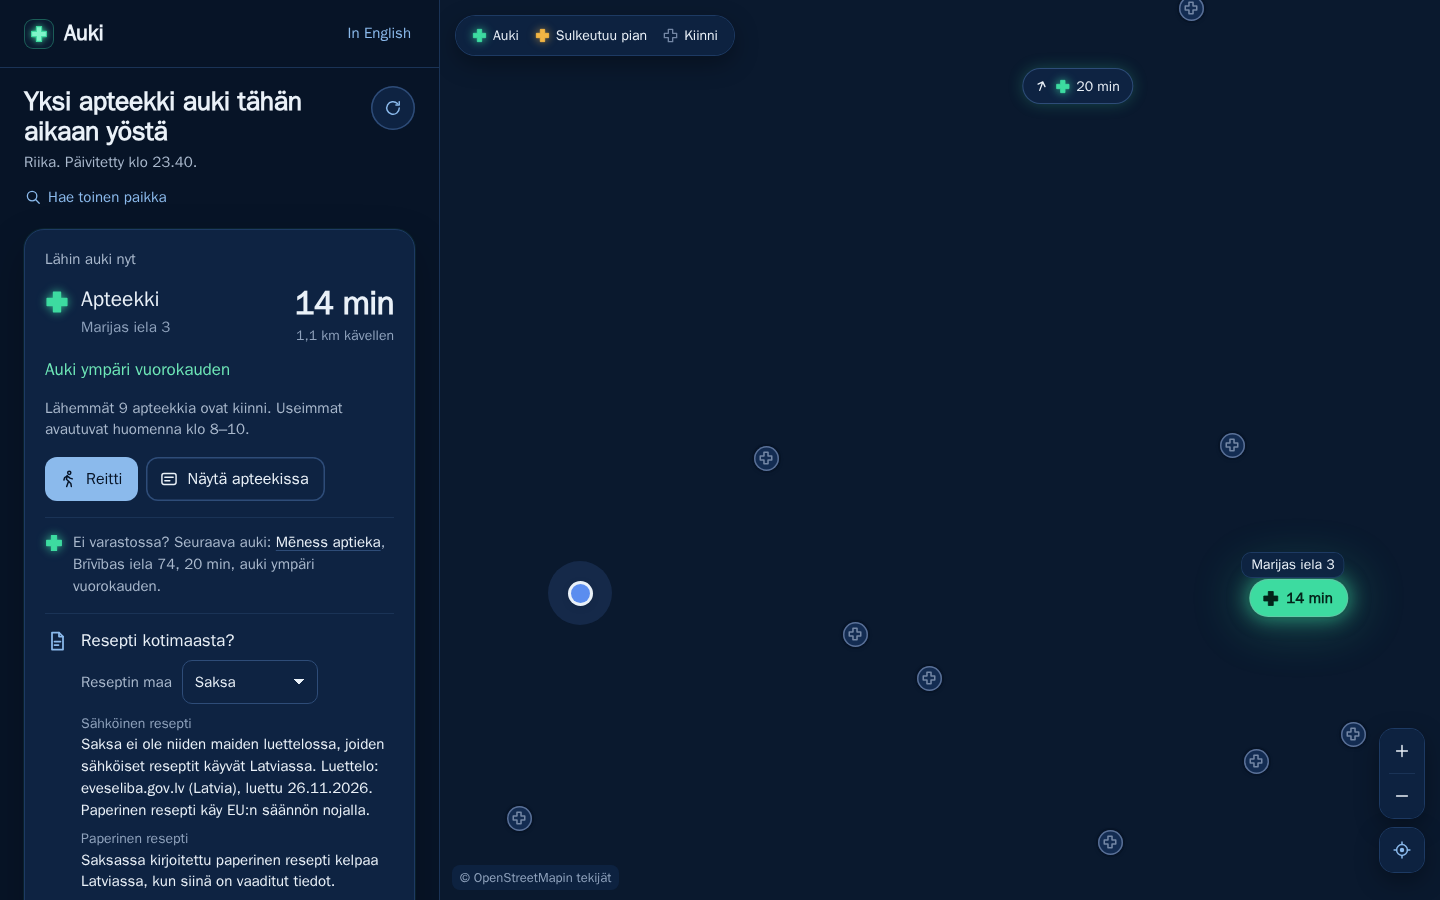 Auki
In English
Yksi apteekki auki tähän
aikaan yöstä
Riika. Päivitetty klo 23.40.
Hae toinen paikka
Lähin auki nyt
Apteekki
14 min
Marijas iela 3
1,1 km kävellen
Auki ympäri vuorokauden
Lähemmät 9 apteekkia ovat kiinni. Useimmat
avautuvat huomenna klo 8–10.
Reitti
Näytä apteekissa
Ei varastossa? Seuraava auki: Mēness aptieka,
Brīvības iela 74, 20 min, auki ympäri
vuorokauden.
Resepti kotimaasta?
Reseptin maa
Saksa
Sähköinen resepti
Saksa ei ole niiden maiden luettelossa, joiden
sähköiset reseptit käyvät Latviassa. Luettelo:
eveseliba.gov.lv (Latvia), luettu 26.11.2026.
Paperinen resepti käy EU:n säännön nojalla.
Paperinen resepti
Saksassa kirjoitettu paperinen resepti kelpaa
Latviassa, kun siinä on vaaditut tiedot.
Auki
Sulkeutuu pian
Kiinni
20 min
Marijas iela 3
14 min
© OpenStreetMapin tekijät